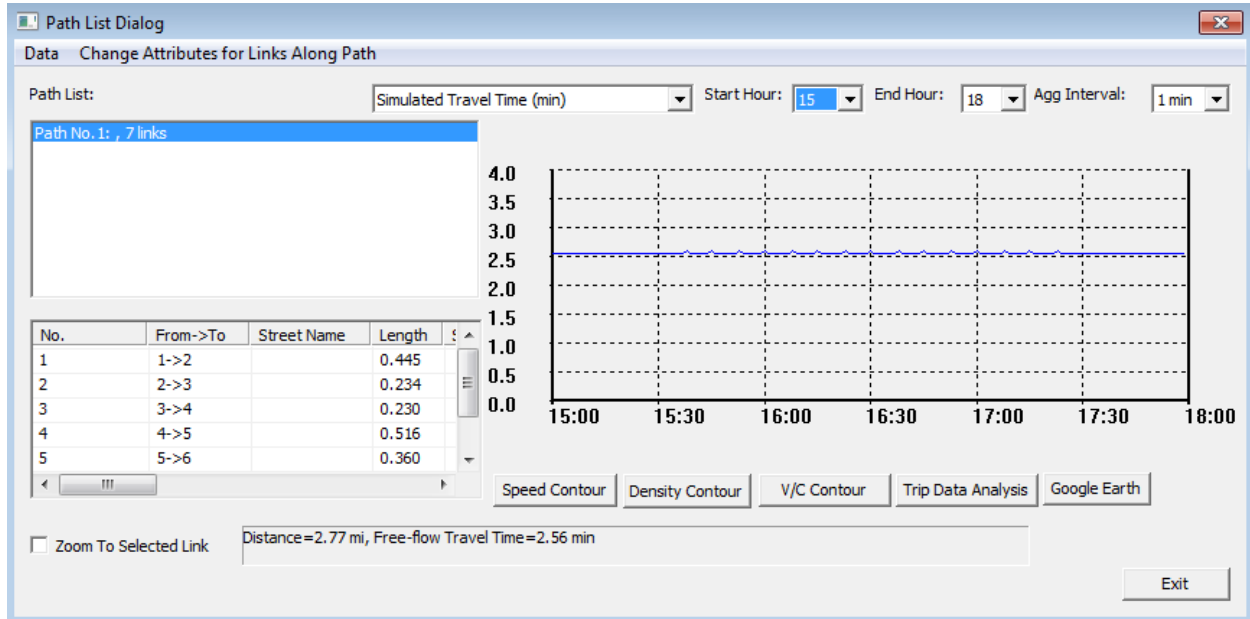 Path List Dialog
Data Change Attributes for Links Along Path
Path List: Simulated Travel Time (min) Start Hour: 15 End Hour: 18 Agg Interval: 1 min
Path No. 1: , 7 links
4.0
3.5
3.0
2.5
2.0
1.5
1.0
0.5
0.0
15:00 15:30 16:00 16:30 17:00 17:30 18:00
No. From->To Street Name Length
1 1->2 0.445
2 2->3 0.234
3 3->4 0.230
4 4->5 0.516
5 5->6 0.360
Speed Contour Density Contour V/C Contour Trip Data Analysis Google Earth
Zoom To Selected Link Distance=2.77 mi, Free-flow Travel Time=2.56 min
Exit